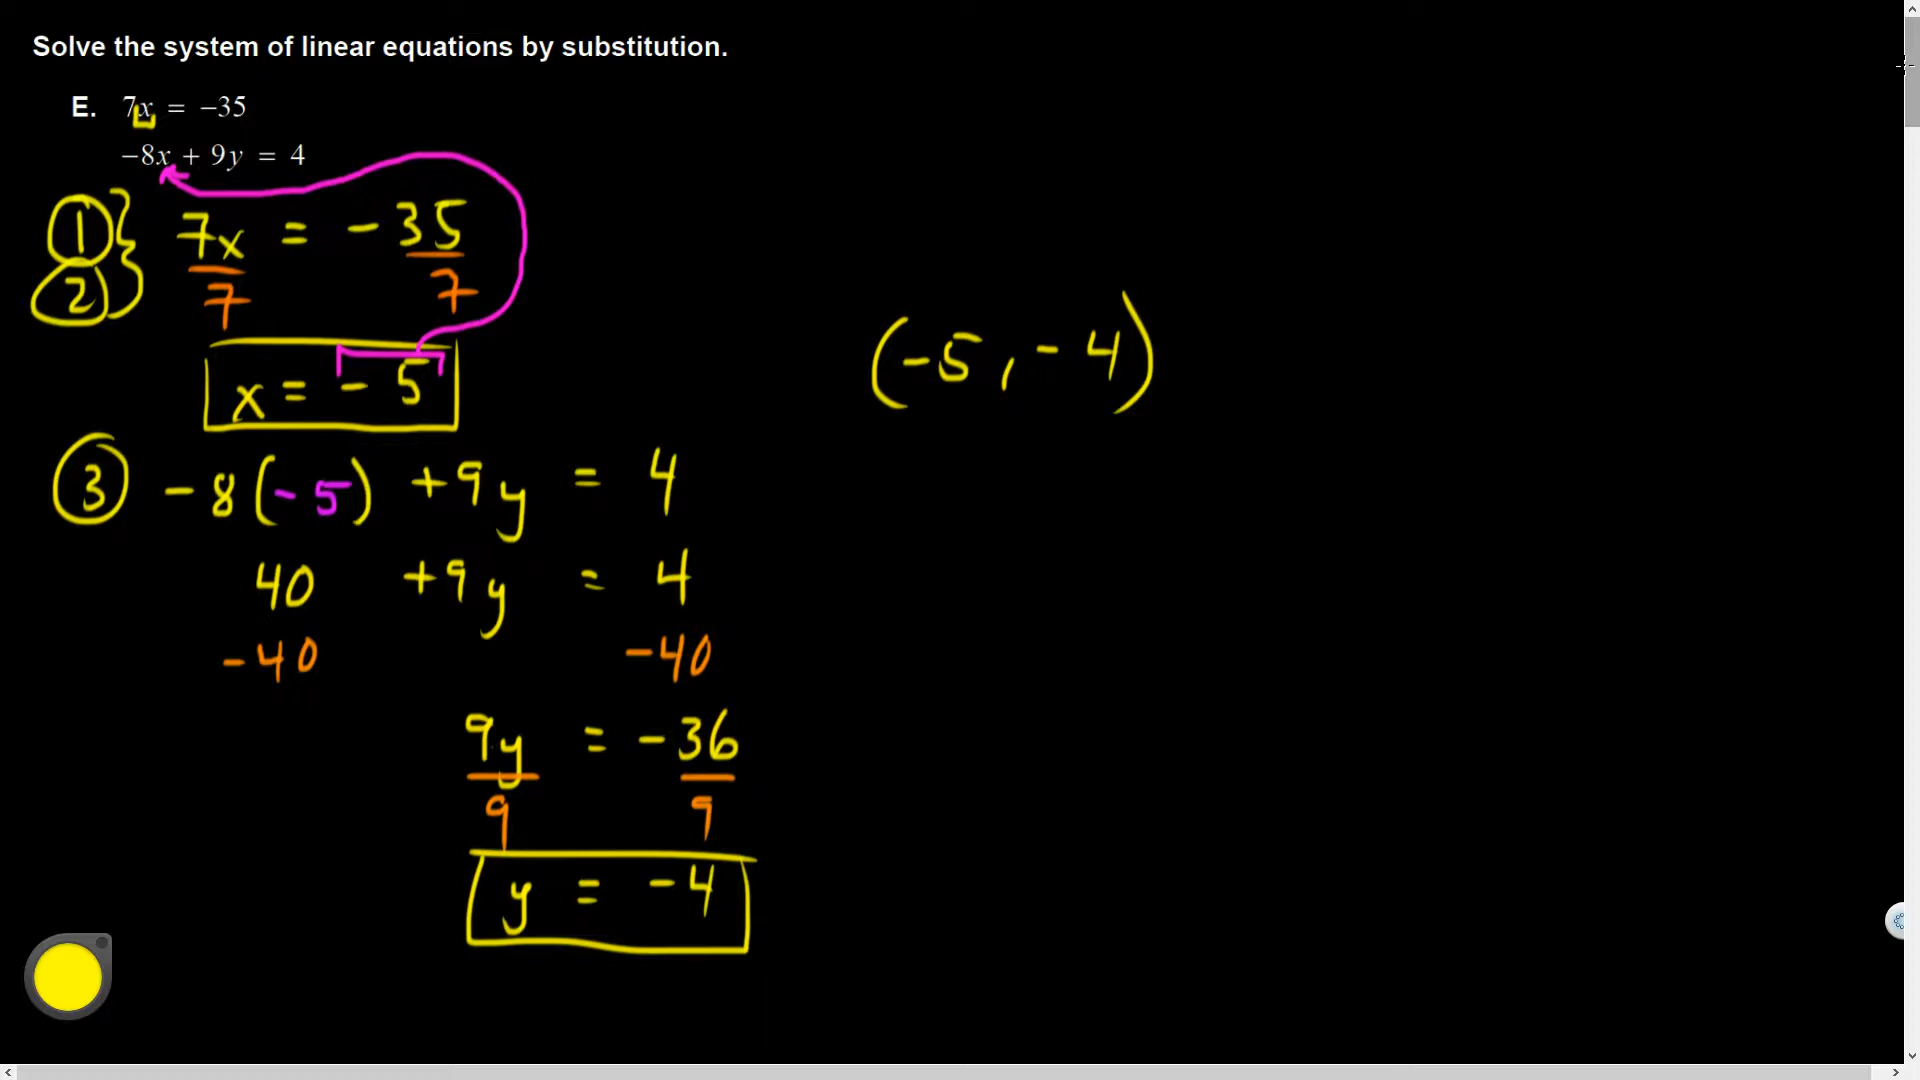 Solve the system of linear equations by substitution.
E. 7x = −35
−8x + 9y = 4
1 7x = -35
2 7 7
x = -5
(-5, -4)
3 -8(-5) +9y = 4
40 +9y = 4
-40 -40
9y = -36
9 9
y = -4